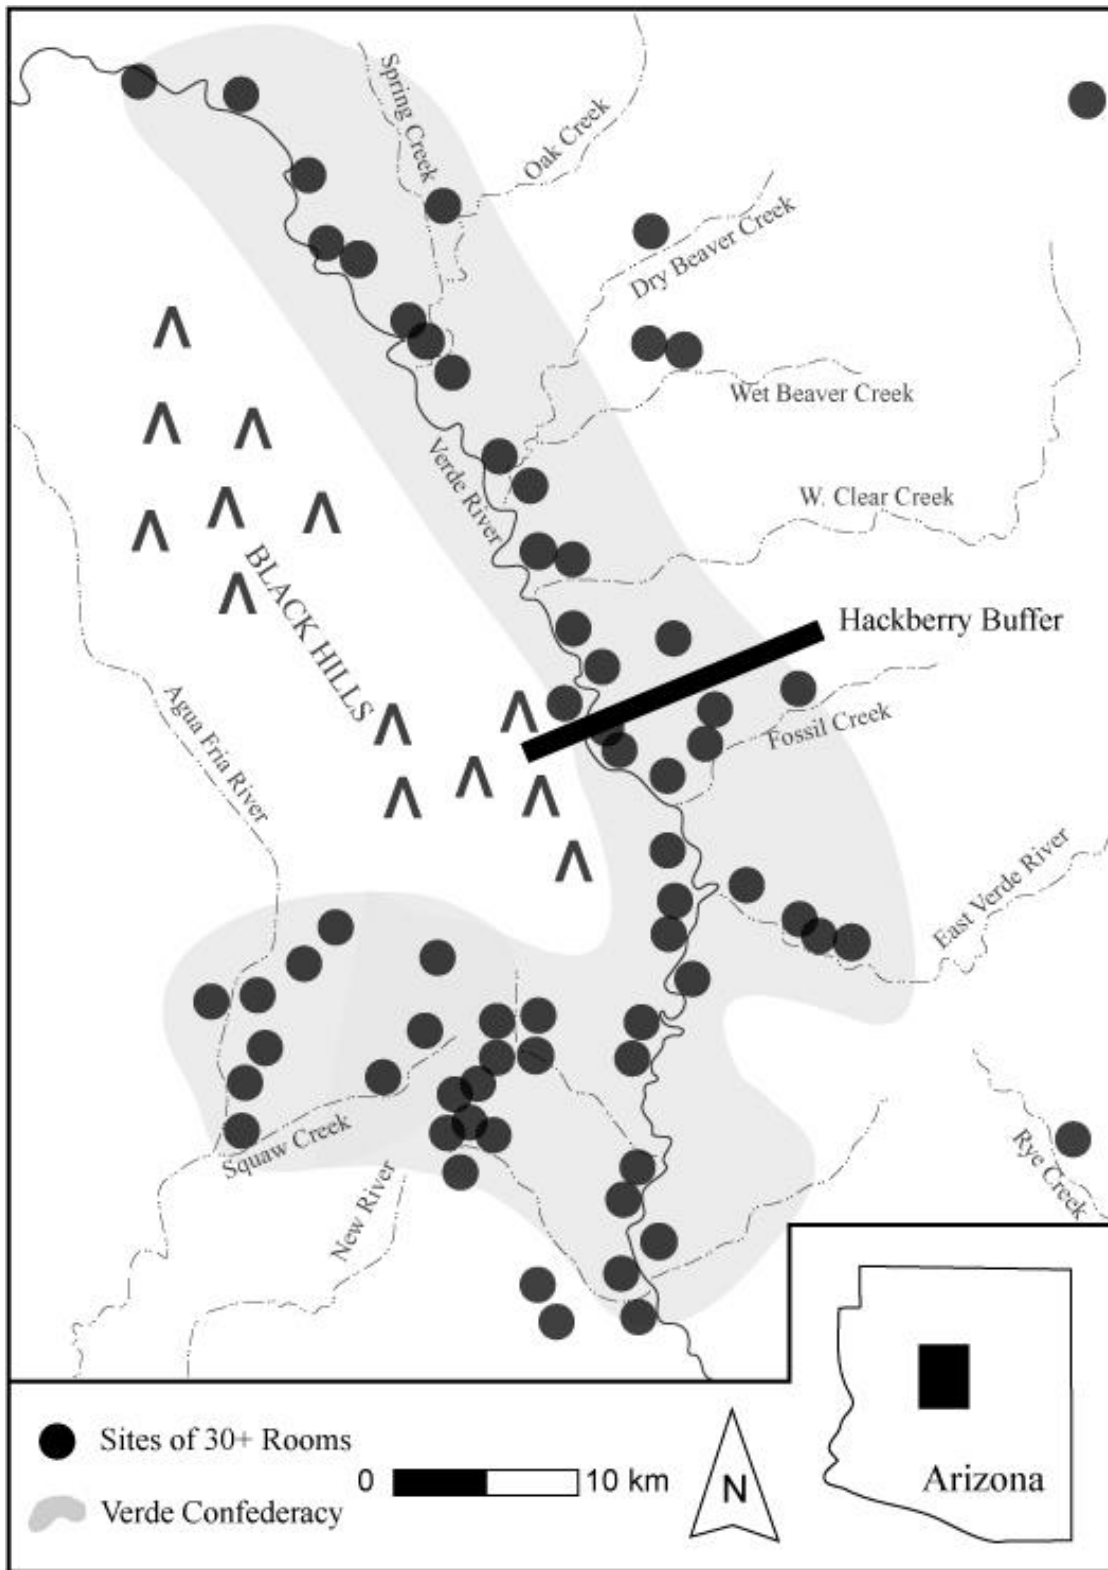 Spring Creek
Oak Creek
Dry Beaver Creek
Wet Beaver Creek
Verde River
W. Clear Creek
BLACK HILLS
Hackberry Buffer
Agua Fria River
Fossil Creek
East Verde River
Squaw Creek
New River
Rye Creek
Sites of 30+ Rooms
0 10 km
N
Arizona
Verde Confederacy